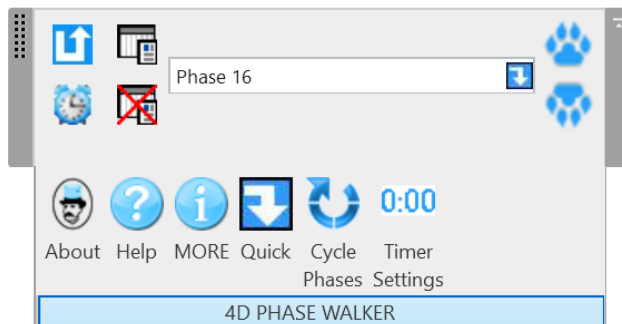 Phase 16
About Help MORE Quick Cycle Phases Timer Settings
0:00
4D PHASE WALKER